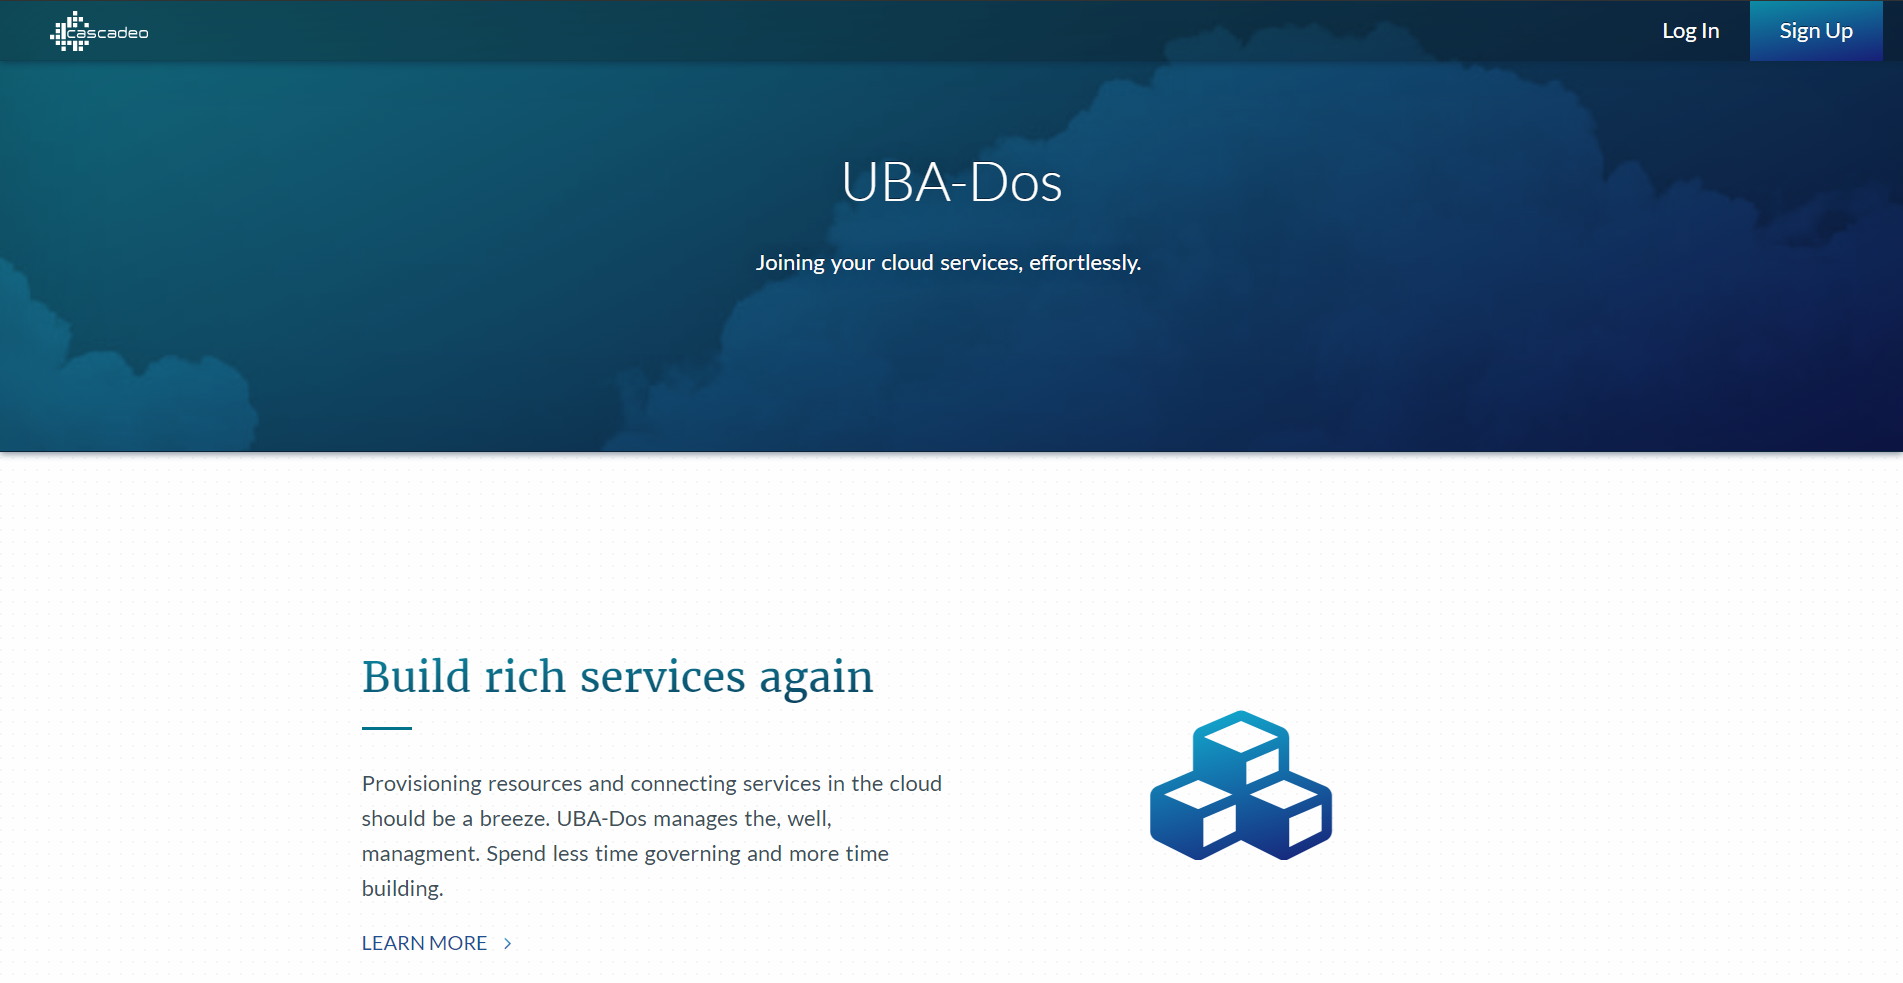 cascadeo
Log In
Sign Up
UBA-Dos
Joining your cloud services, effortlessly.
Build rich services again
Provisioning resources and connecting services in the cloud
should be a breeze. UBA-Dos manages the, well,
managment. Spend less time governing and more time
building.
LEARN MORE